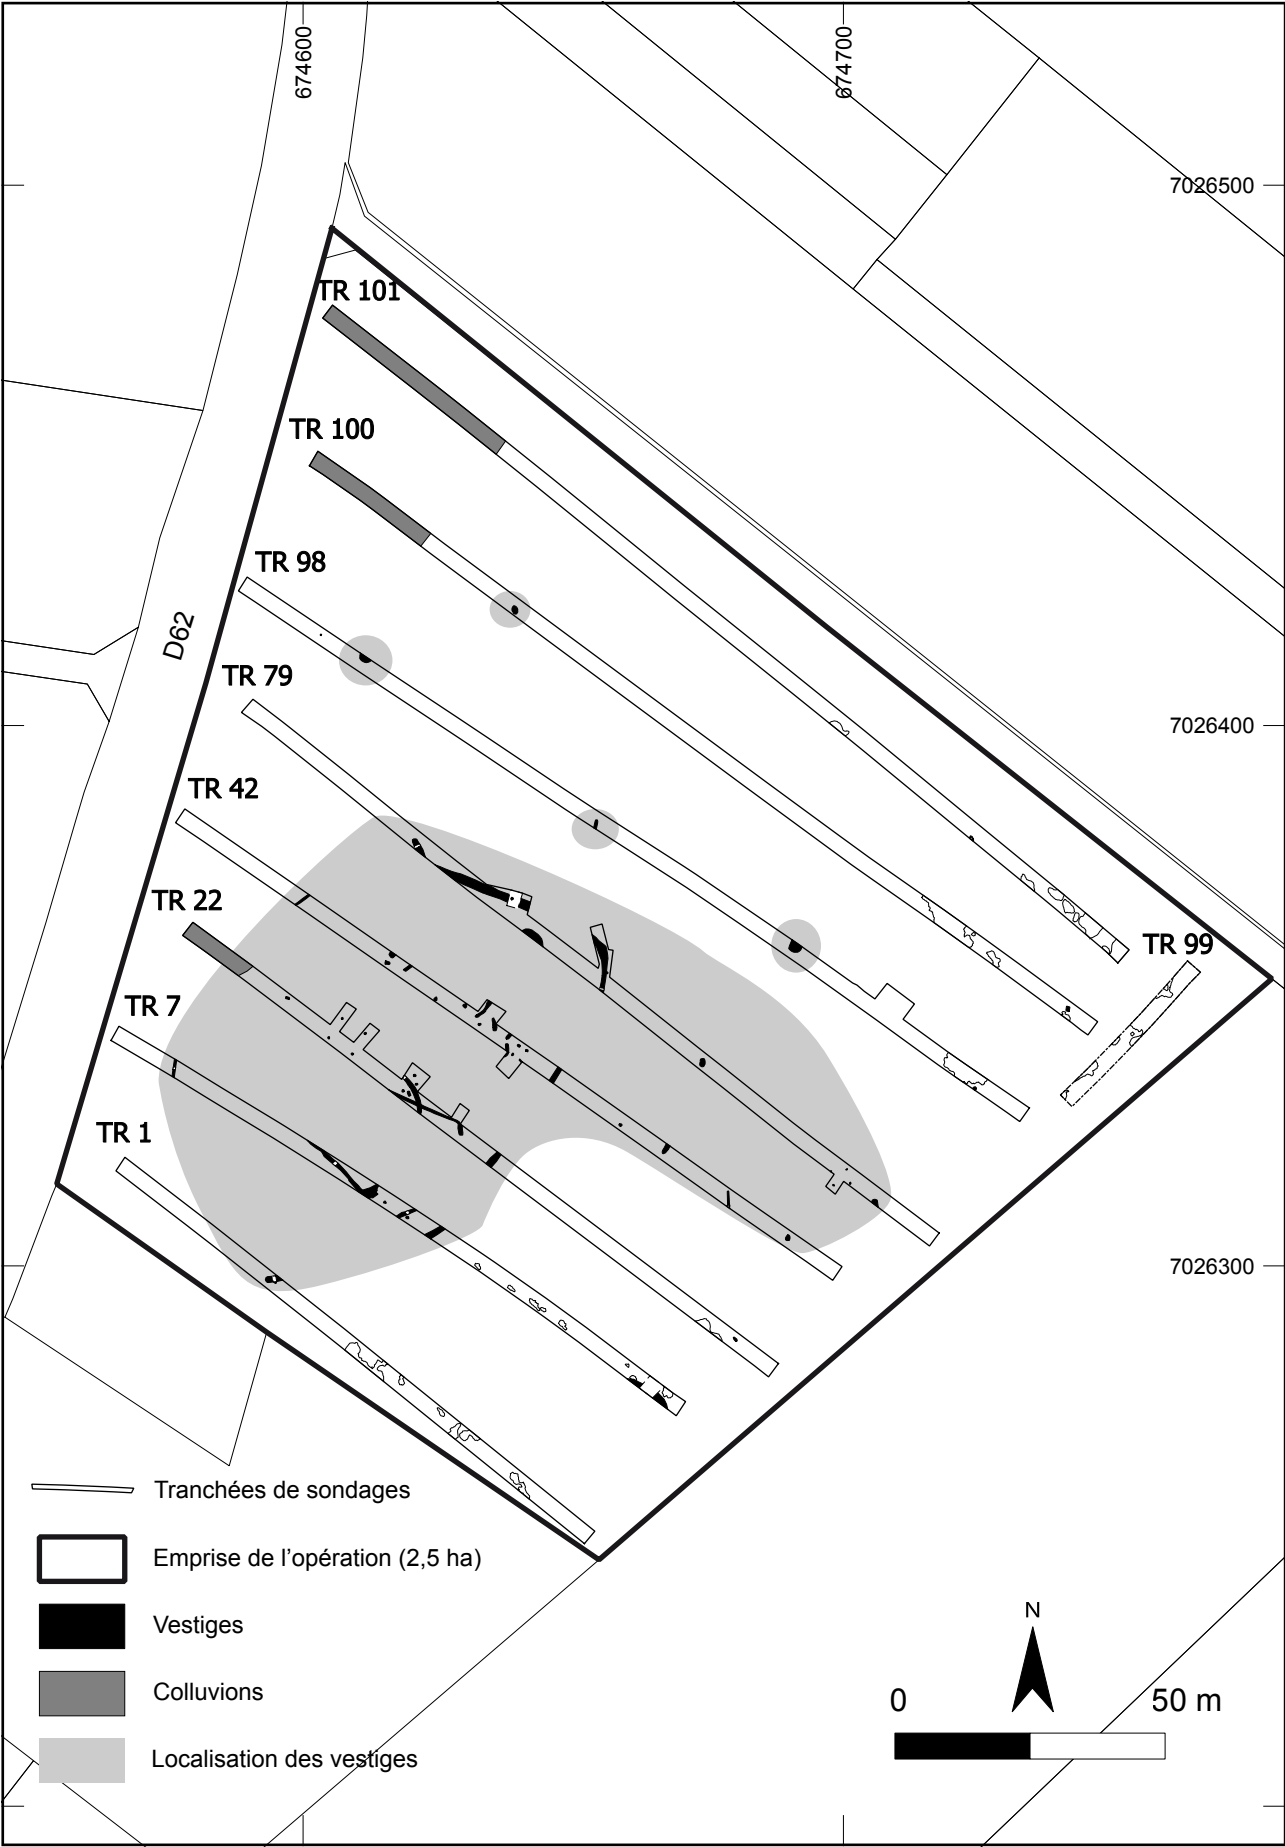 674600
674700
7026500
TR 101
TR 100
TR 98
D62
TR 79
7026400
TR 42
TR 22
TR 99
TR 7
TR 1
7026300
Tranchées de sondages
Emprise de l’opération (2,5 ha)
Vestiges
Colluvions
Localisation des vestiges
N
0 50 m